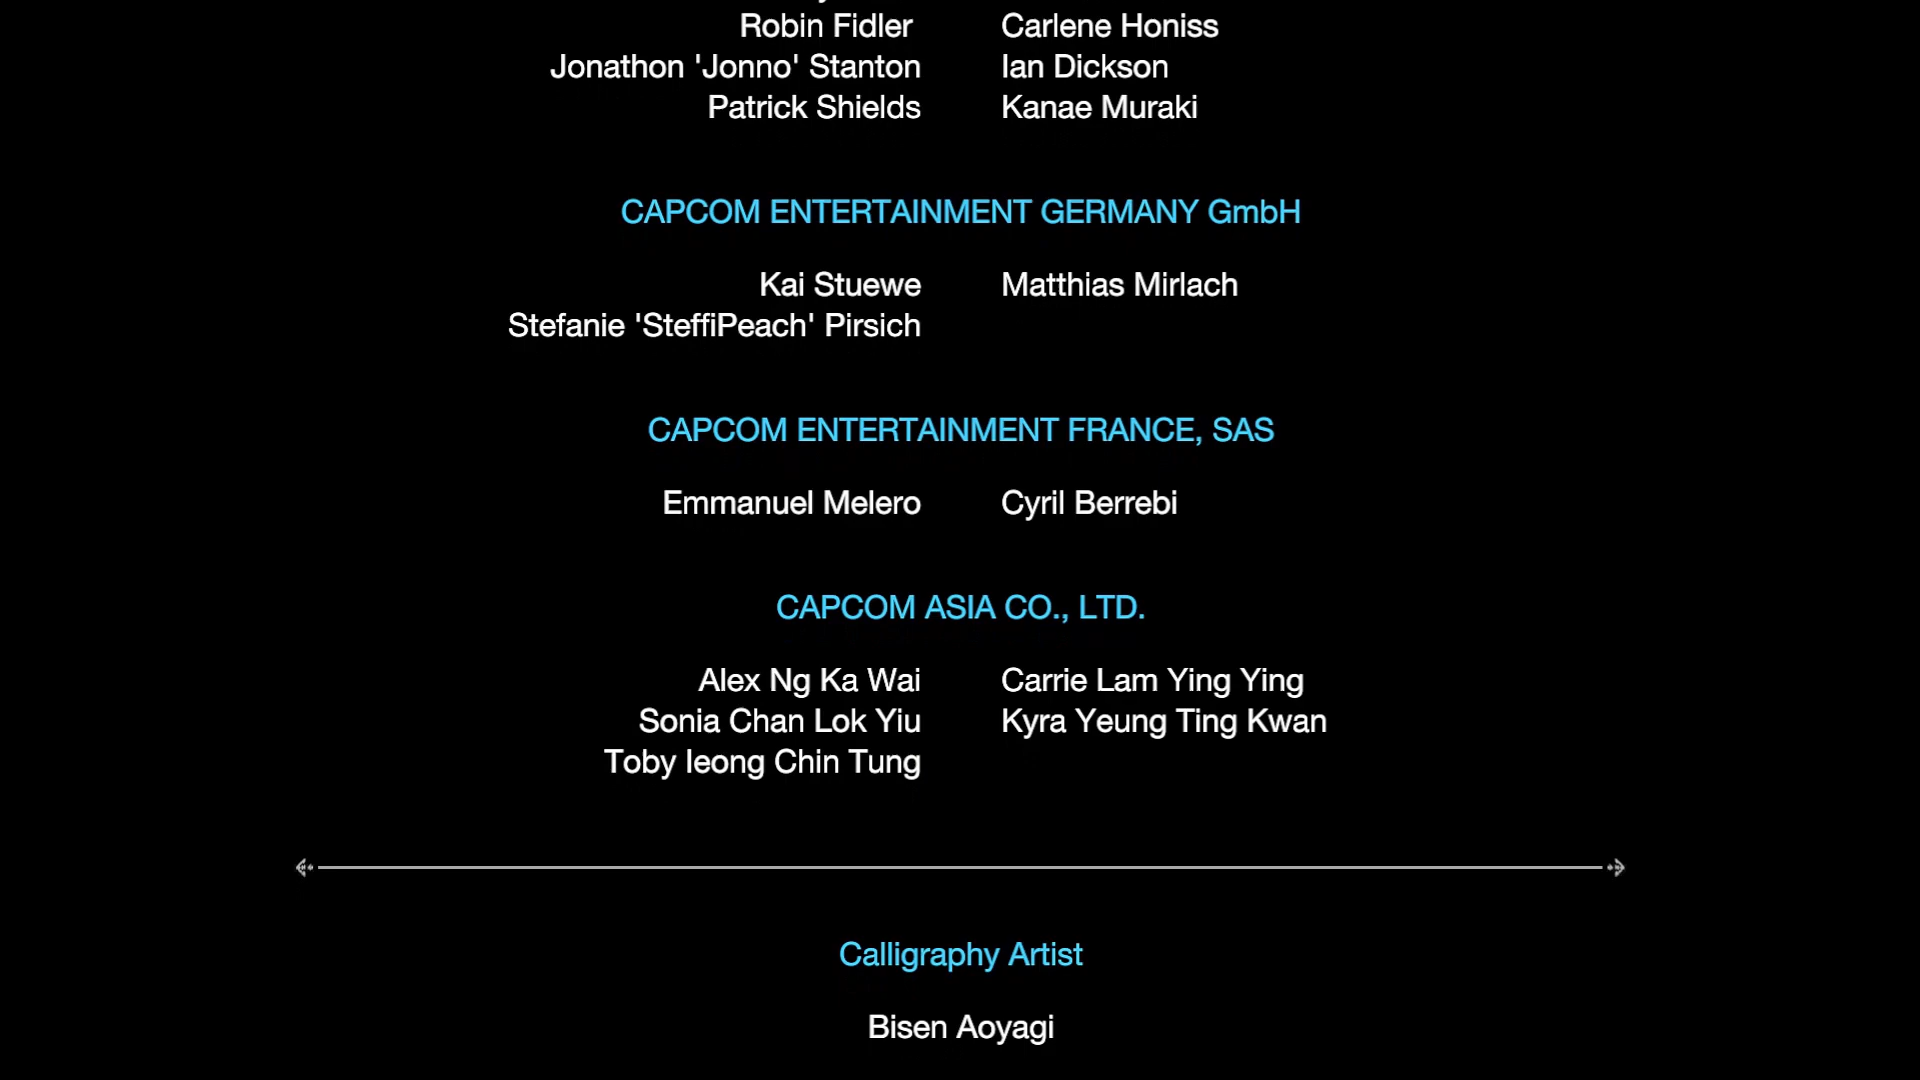 Robin Fidler Carlene Honiss
Jonathon 'Jonno' Stanton Ian Dickson
Patrick Shields Kanae Muraki
CAPCOM ENTERTAINMENT GERMANY GmbH
Kai Stuewe Matthias Mirlach
Stefanie 'SteffiPeach' Pirsich
CAPCOM ENTERTAINMENT FRANCE, SAS
Emmanuel Melero Cyril Berrebi
CAPCOM ASIA CO., LTD.
Alex Ng Ka Wai Carrie Lam Ying Ying
Sonia Chan Lok Yiu Kyra Yeung Ting Kwan
Toby Ieong Chin Tung
Calligraphy Artist
Bisen Aoyagi